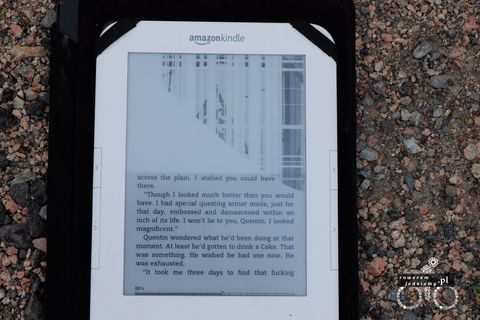 amazonkindle
across the plain. I wished you could have
there.
"Though I looked much better than you would
have. I had special questing armor made, just for
that day, embossed and damascened within an
inch of its life. I won't lie to you, Quentin. I looked
magnificent."
Quentin wondered what he'd been doing at that
moment. At least he'd gotten to drink a Coke. That
was something. He wished he had one now. He
was exhausted.
"It took me three days to find that fucking
rowerem
jedziemy.pl